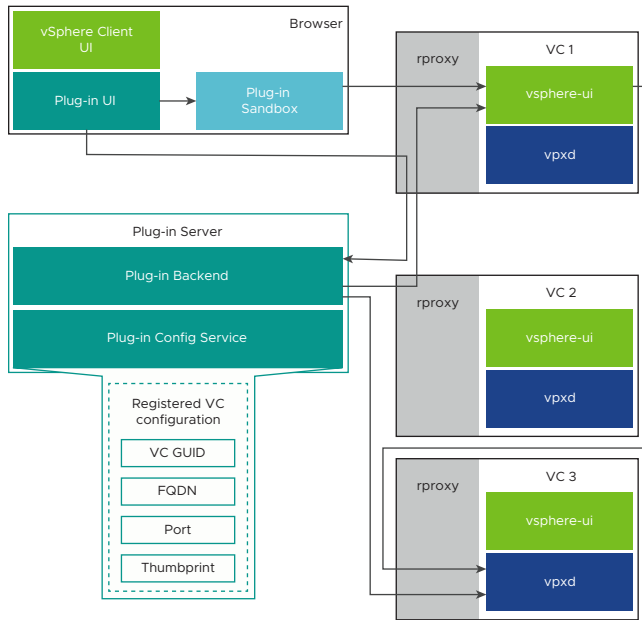 Browser
vSphere Client
UI
Plug-in UI
Plug-in
Sandbox
rproxy
VC 1
vsphere-ui
vpxd
Plug-in Server
Plug-in Backend
Plug-in Config Service
Registered VC
configuration
VC GUID
FQDN
Port
Thumbprint
rproxy
VC 2
vsphere-ui
vpxd
rproxy
VC 3
vsphere-ui
vpxd